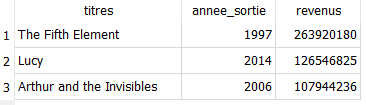 titres annee_sortie revenus
1 The Fifth Element 1997 263920180
2 Lucy 2014 126546825
3 Arthur and the Invisibles 2006 107944236